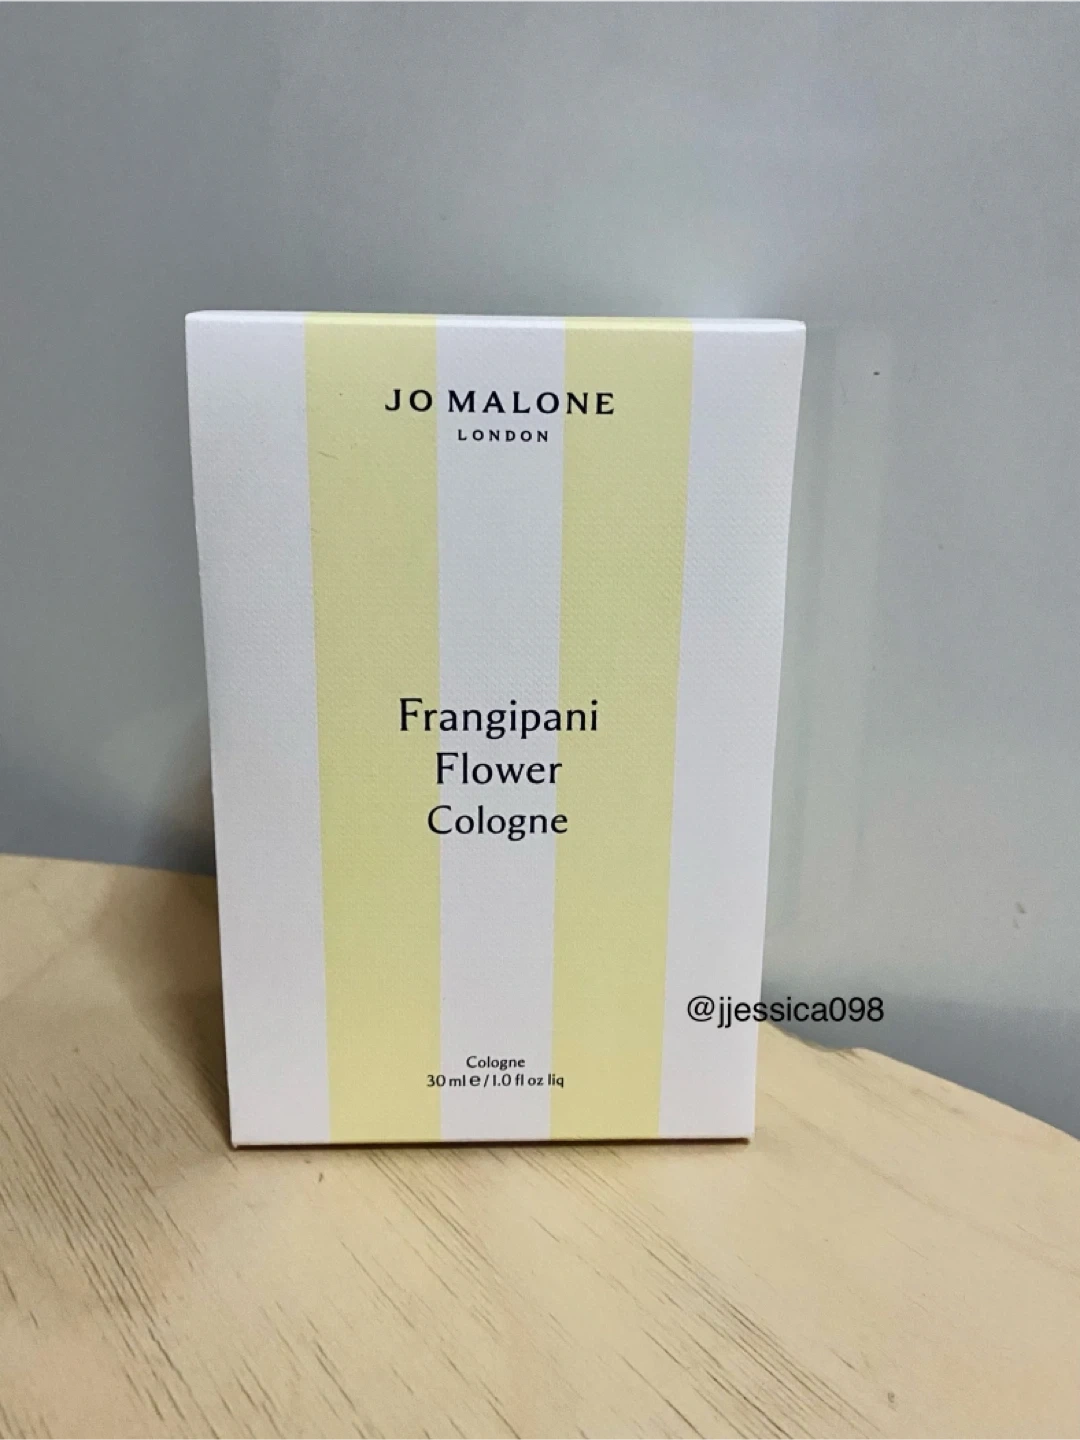 JO MALONE
LONDON
Frangipani
Flower
Cologne
@jjessica098
Cologne
30 ml e / 1.0 fl oz liq